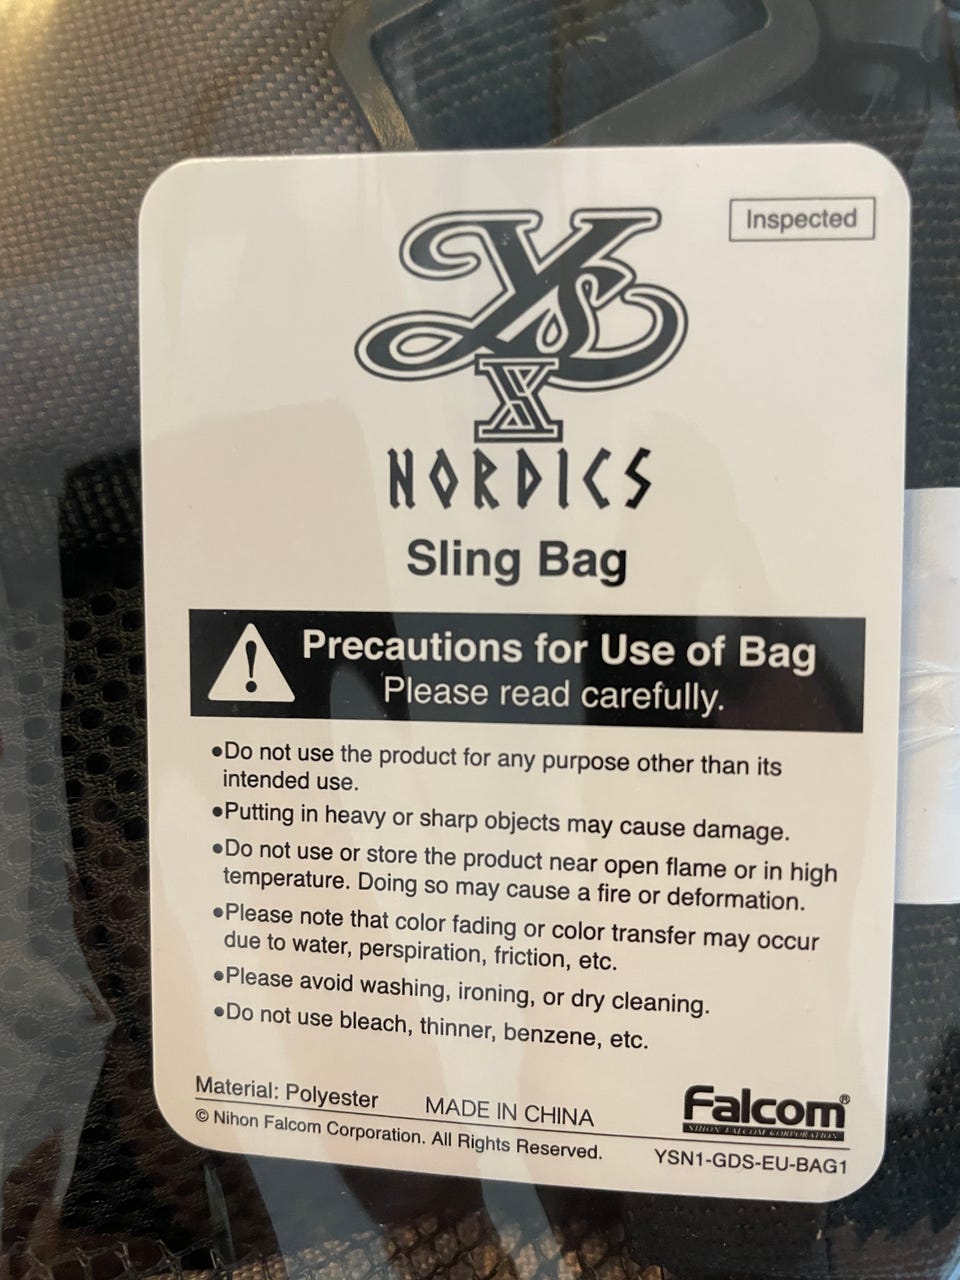 Inspected
Ys
X
NORDICS
Sling Bag
Precautions for Use of Bag
Please read carefully.
●Do not use the product for any purpose other than its
intended use.
●Putting in heavy or sharp objects may cause damage.
●Do not use or store the product near open flame or in high
temperature. Doing so may cause a fire or deformation.
●Please note that color fading or color transfer may occur
due to water, perspiration, friction, etc.
●Please avoid washing, ironing, or dry cleaning.
●Do not use bleach, thinner, benzene, etc.
Material: Polyester MADE IN CHINA
Falcom®
NIHON FALCOM CORPORATION
© Nihon Falcom Corporation. All Rights Reserved.
YSN1-GDS-EU-BAG1